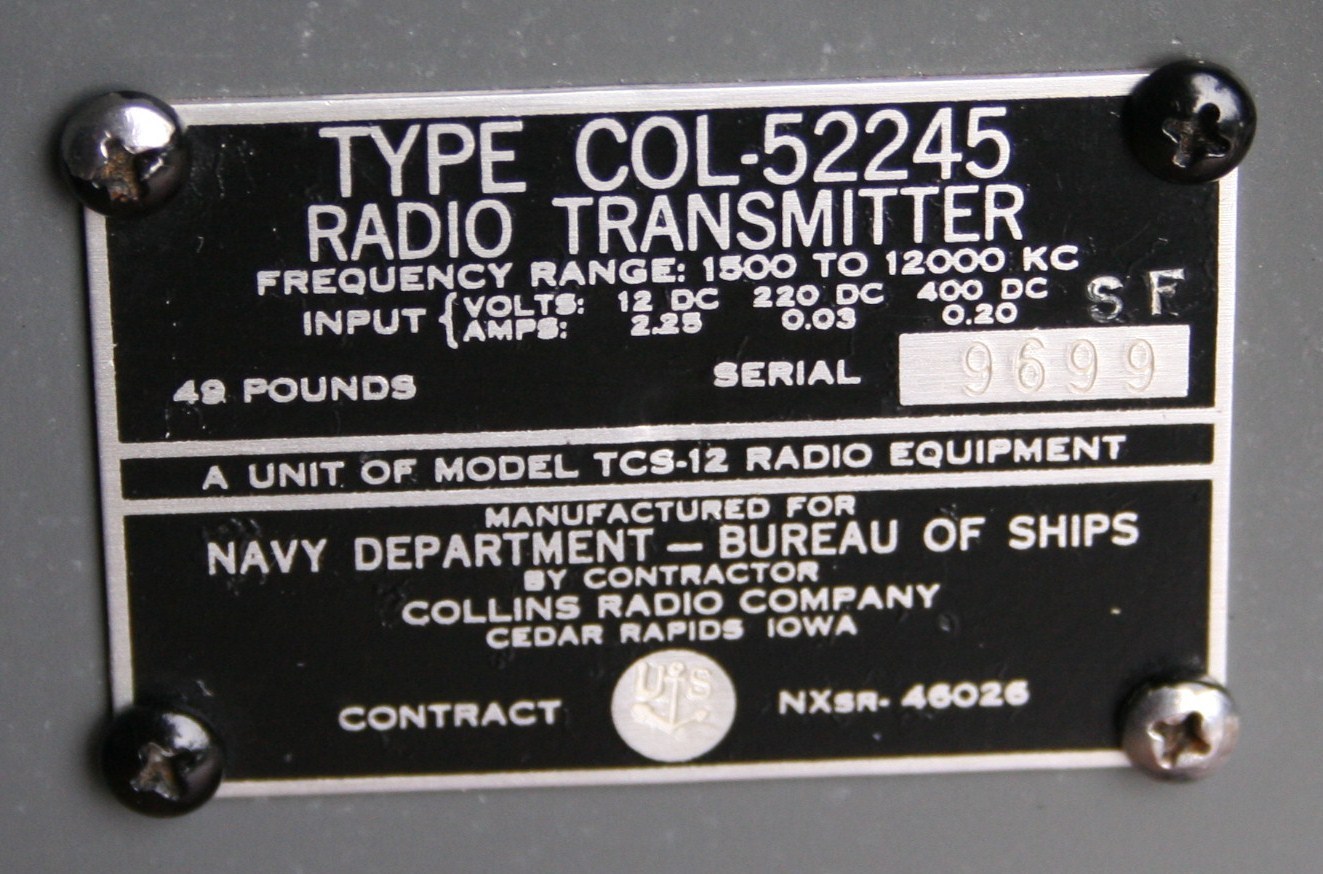 TYPE COL-52245
RADIO TRANSMITTER
FREQUENCY RANGE: 1500 TO 12000 KC
INPUT { VOLTS: 12 DC 220 DC 400 DC
AMPS: 2.25 0.03 0.20
SF
49 POUNDS SERIAL 9699
A UNIT OF MODEL TCS-12 RADIO EQUIPMENT
MANUFACTURED FOR
NAVY DEPARTMENT — BUREAU OF SHIPS
BY CONTRACTOR
COLLINS RADIO COMPANY
CEDAR RAPIDS IOWA
CONTRACT US NXSR-46026